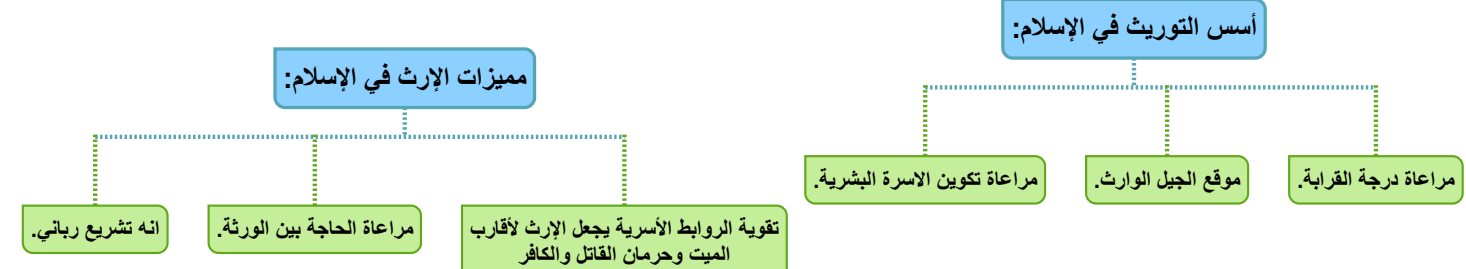 أسس التوريث في الإسلام:
مراعاة درجة القرابة.
موقع الجيل الوارث.
مراعاة تكوين الاسرة البشرية.
مميزات الإرث في الإسلام:
تقوية الروابط الأسرية يجعل الإرث لأقارب
الميت وحرمان القاتل والكافر
مراعاة الحاجة بين الورثة.
انه تشريع رباني.